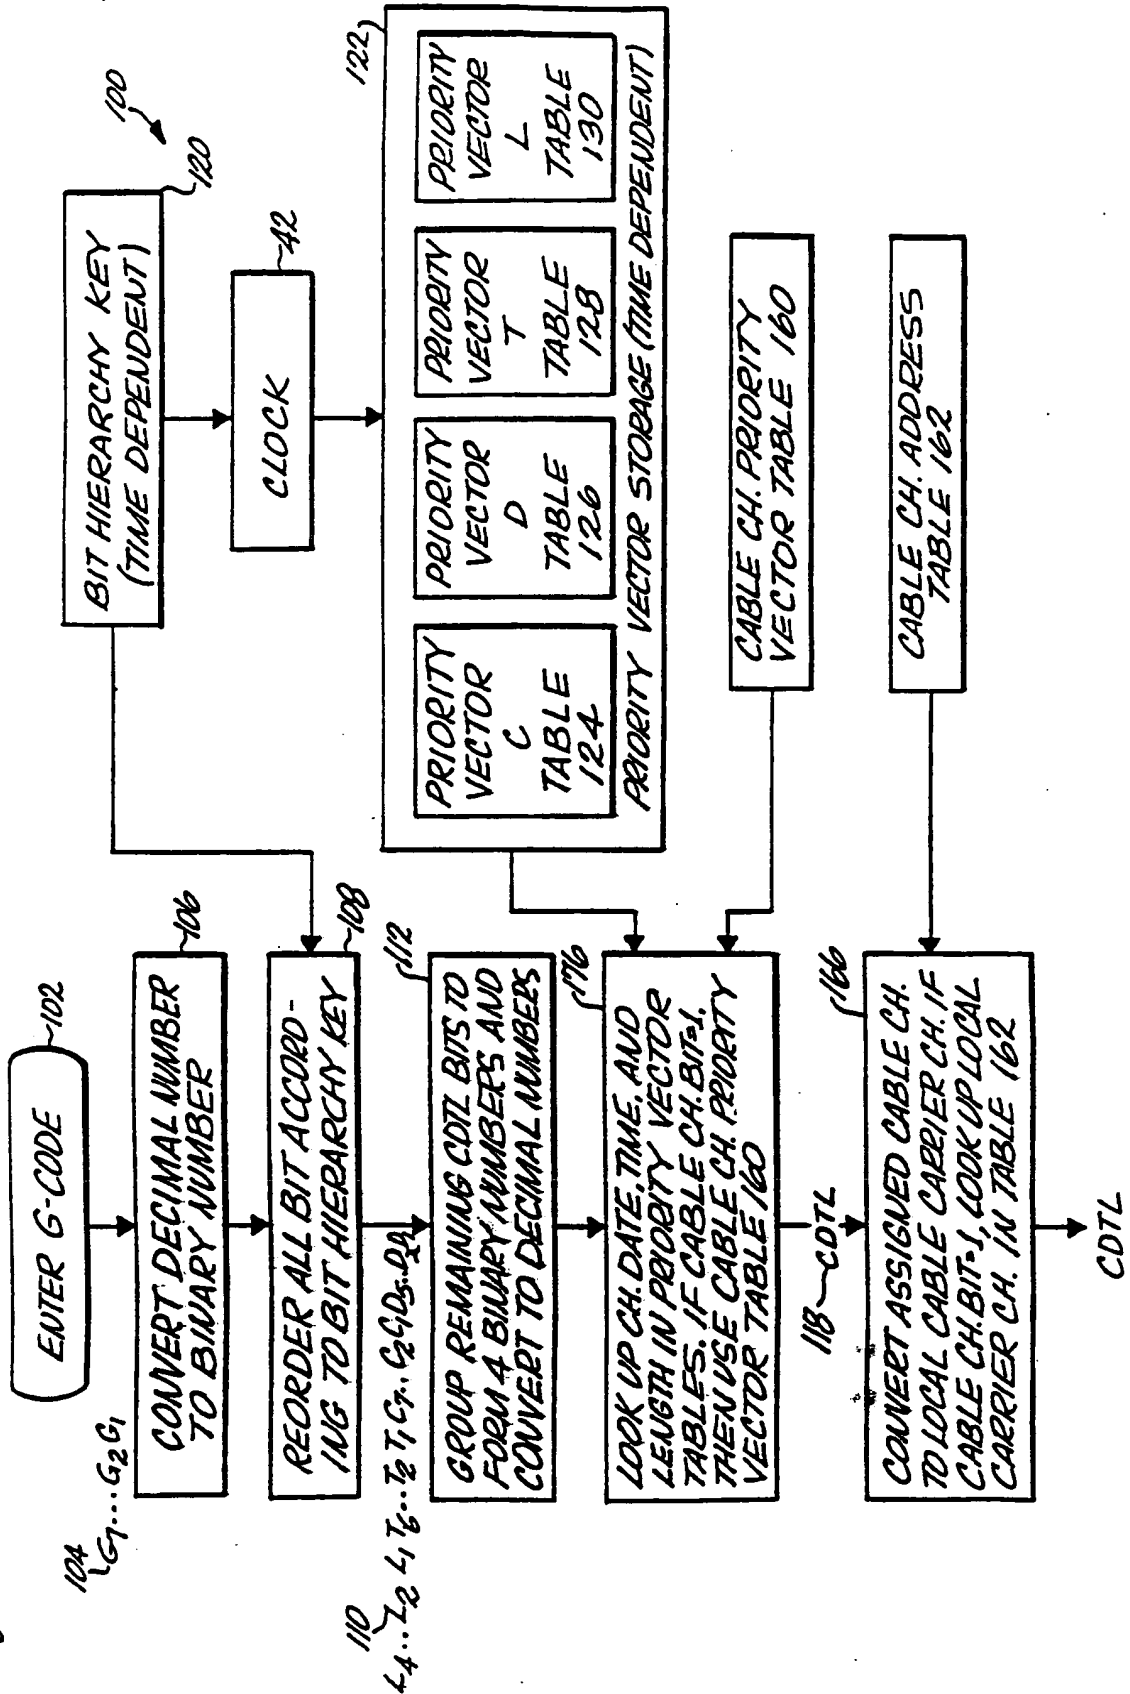 ENTER G-CODE
102
104
G7...G2G1
CONVERT DECIMAL NUMBER
TO BINARY NUMBER
106
REORDER ALL BIT ACCORD-
ING TO BIT HIERARCHY KEY
108
110
L4..L2 L1 T6...T2 T1 C7..C2C1D5..D2D1
GROUP REMAINING CDTL BITS TO
FORM 4 BINARY NUMBERS AND
CONVERT TO DECIMAL NUMBERS
112
LOOK UP CH. DATE, TIME, AND
LENGTH IN PRIORITY VECTOR
TABLES. IF CABLE CH. BIT=1,
THEN USE CABLE CH. PRIORITY
VECTOR TABLE 160
176
118
CDTL
CONVERT ASSIGNED CABLE CH.
TO LOCAL CABLE CARRIER CH. IF
CABLE CH. BIT=1, LOOK UP LOCAL
CARRIER CH. IN TABLE 162
166
CDTL
100
BIT HIERARCHY KEY
(TIME DEPENDENT)
120
CLOCK
42
122
PRIORITY
VECTOR
C
TABLE
124
PRIORITY
VECTOR
D
TABLE
126
PRIORITY
VECTOR
T
TABLE
128
PRIORITY
VECTOR
L
TABLE
130
PRIORITY VECTOR STORAGE (TIME DEPENDENT)
CABLE CH. PRIORITY
VECTOR TABLE 160
CABLE CH. ADDRESS
TABLE 162